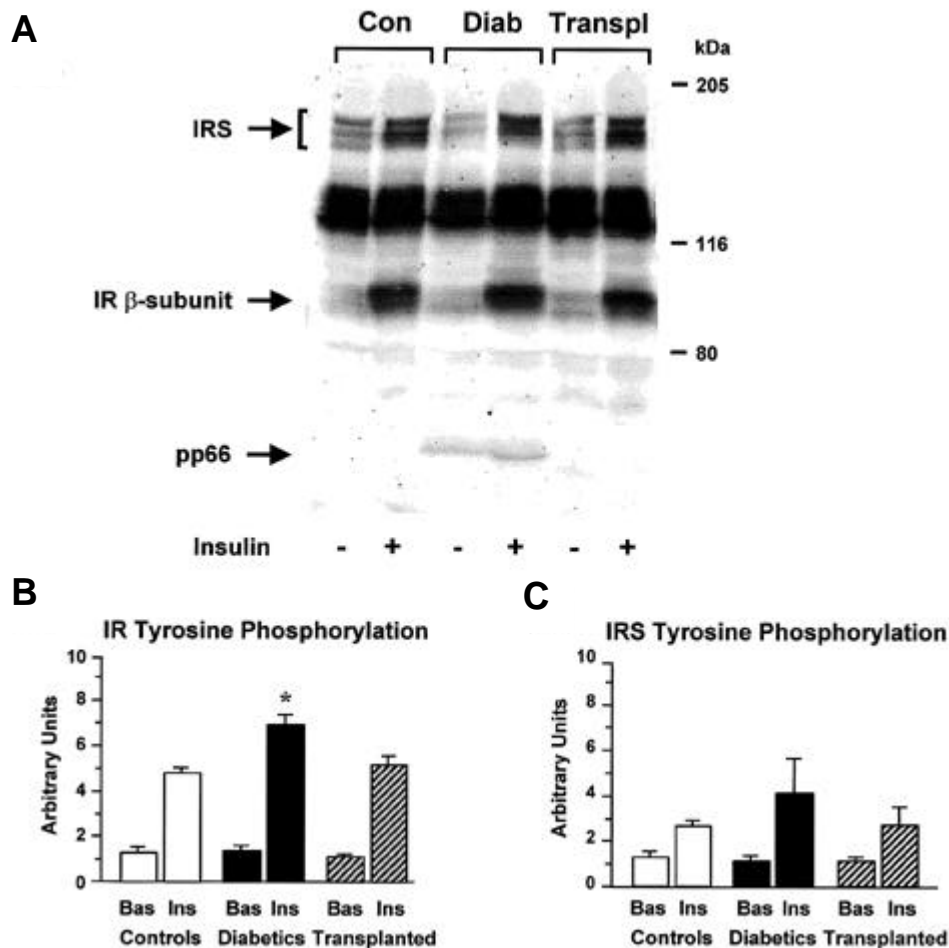 A
Con Diab Transpl
kDa
205
IRS
116
IR β-subunit
80
pp66
Insulin - + - + - +
B
IR Tyrosine Phosphorylation
10
8
6
4
2
0
Arbitrary Units
*
Bas Ins Bas Ins Bas Ins
Controls Diabetics Transplanted
C
IRS Tyrosine Phosphorylation
10
8
6
4
2
0
Arbitrary Units
Bas Ins Bas Ins Bas Ins
Controls Diabetics Transplanted